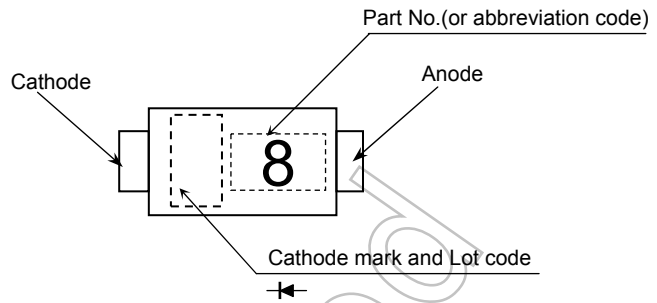 Part No.(or abbreviation code)
Cathode
Anode
8
Cathode mark and Lot code